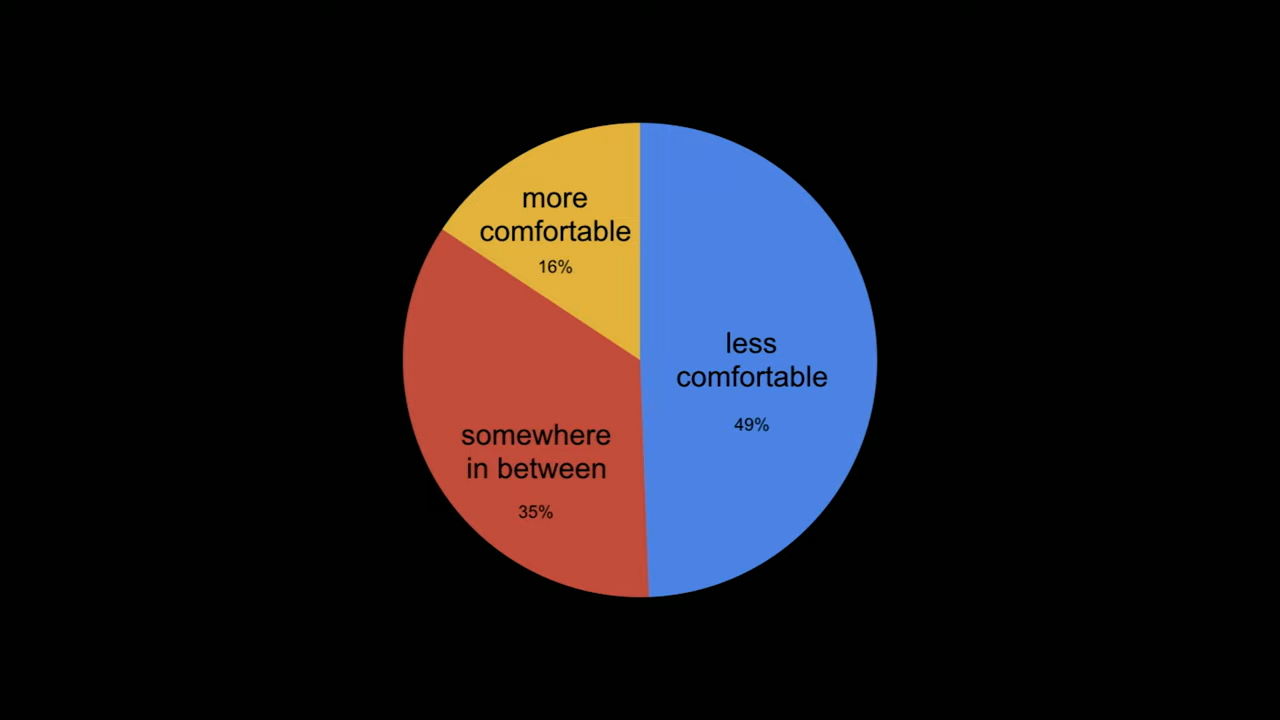 more
comfortable
16%
less
comfortable
49%
somewhere
in between
35%